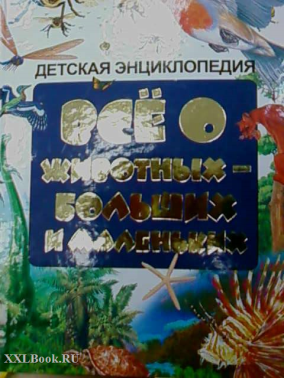 ДЕТСКАЯ ЭНЦИКЛОПЕДИЯ
ВСЁ О
ЖИВОТНЫХ –
БОЛЬШИХ
И МАЛЕНЬКИХ
XXLBook.RU